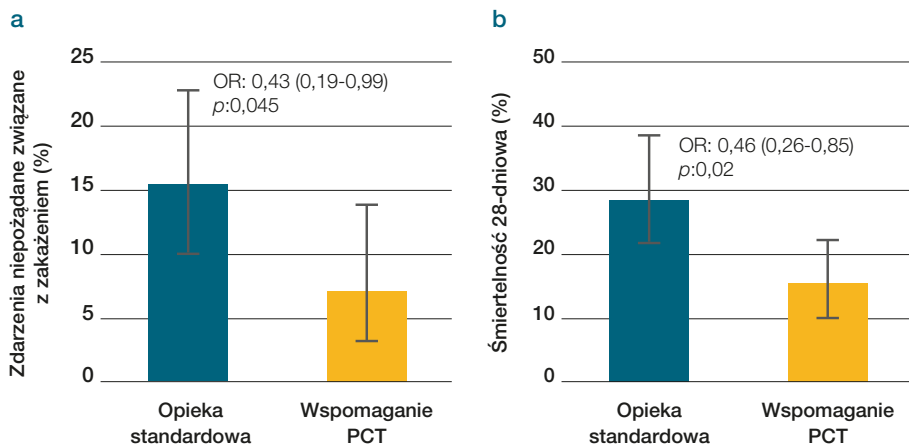 a
Zdarzenia niepożądane związane
z zakażeniem (%)
25
20
15
10
5
0
OR: 0,43 (0,19-0,99)
p:0,045
Opieka
standardowa
Wspomaganie
PCT
b
Śmiertelność 28-dniowa (%)
50
40
30
20
10
0
OR: 0,46 (0,26-0,85)
p:0,02
Opieka
standardowa
Wspomaganie
PCT